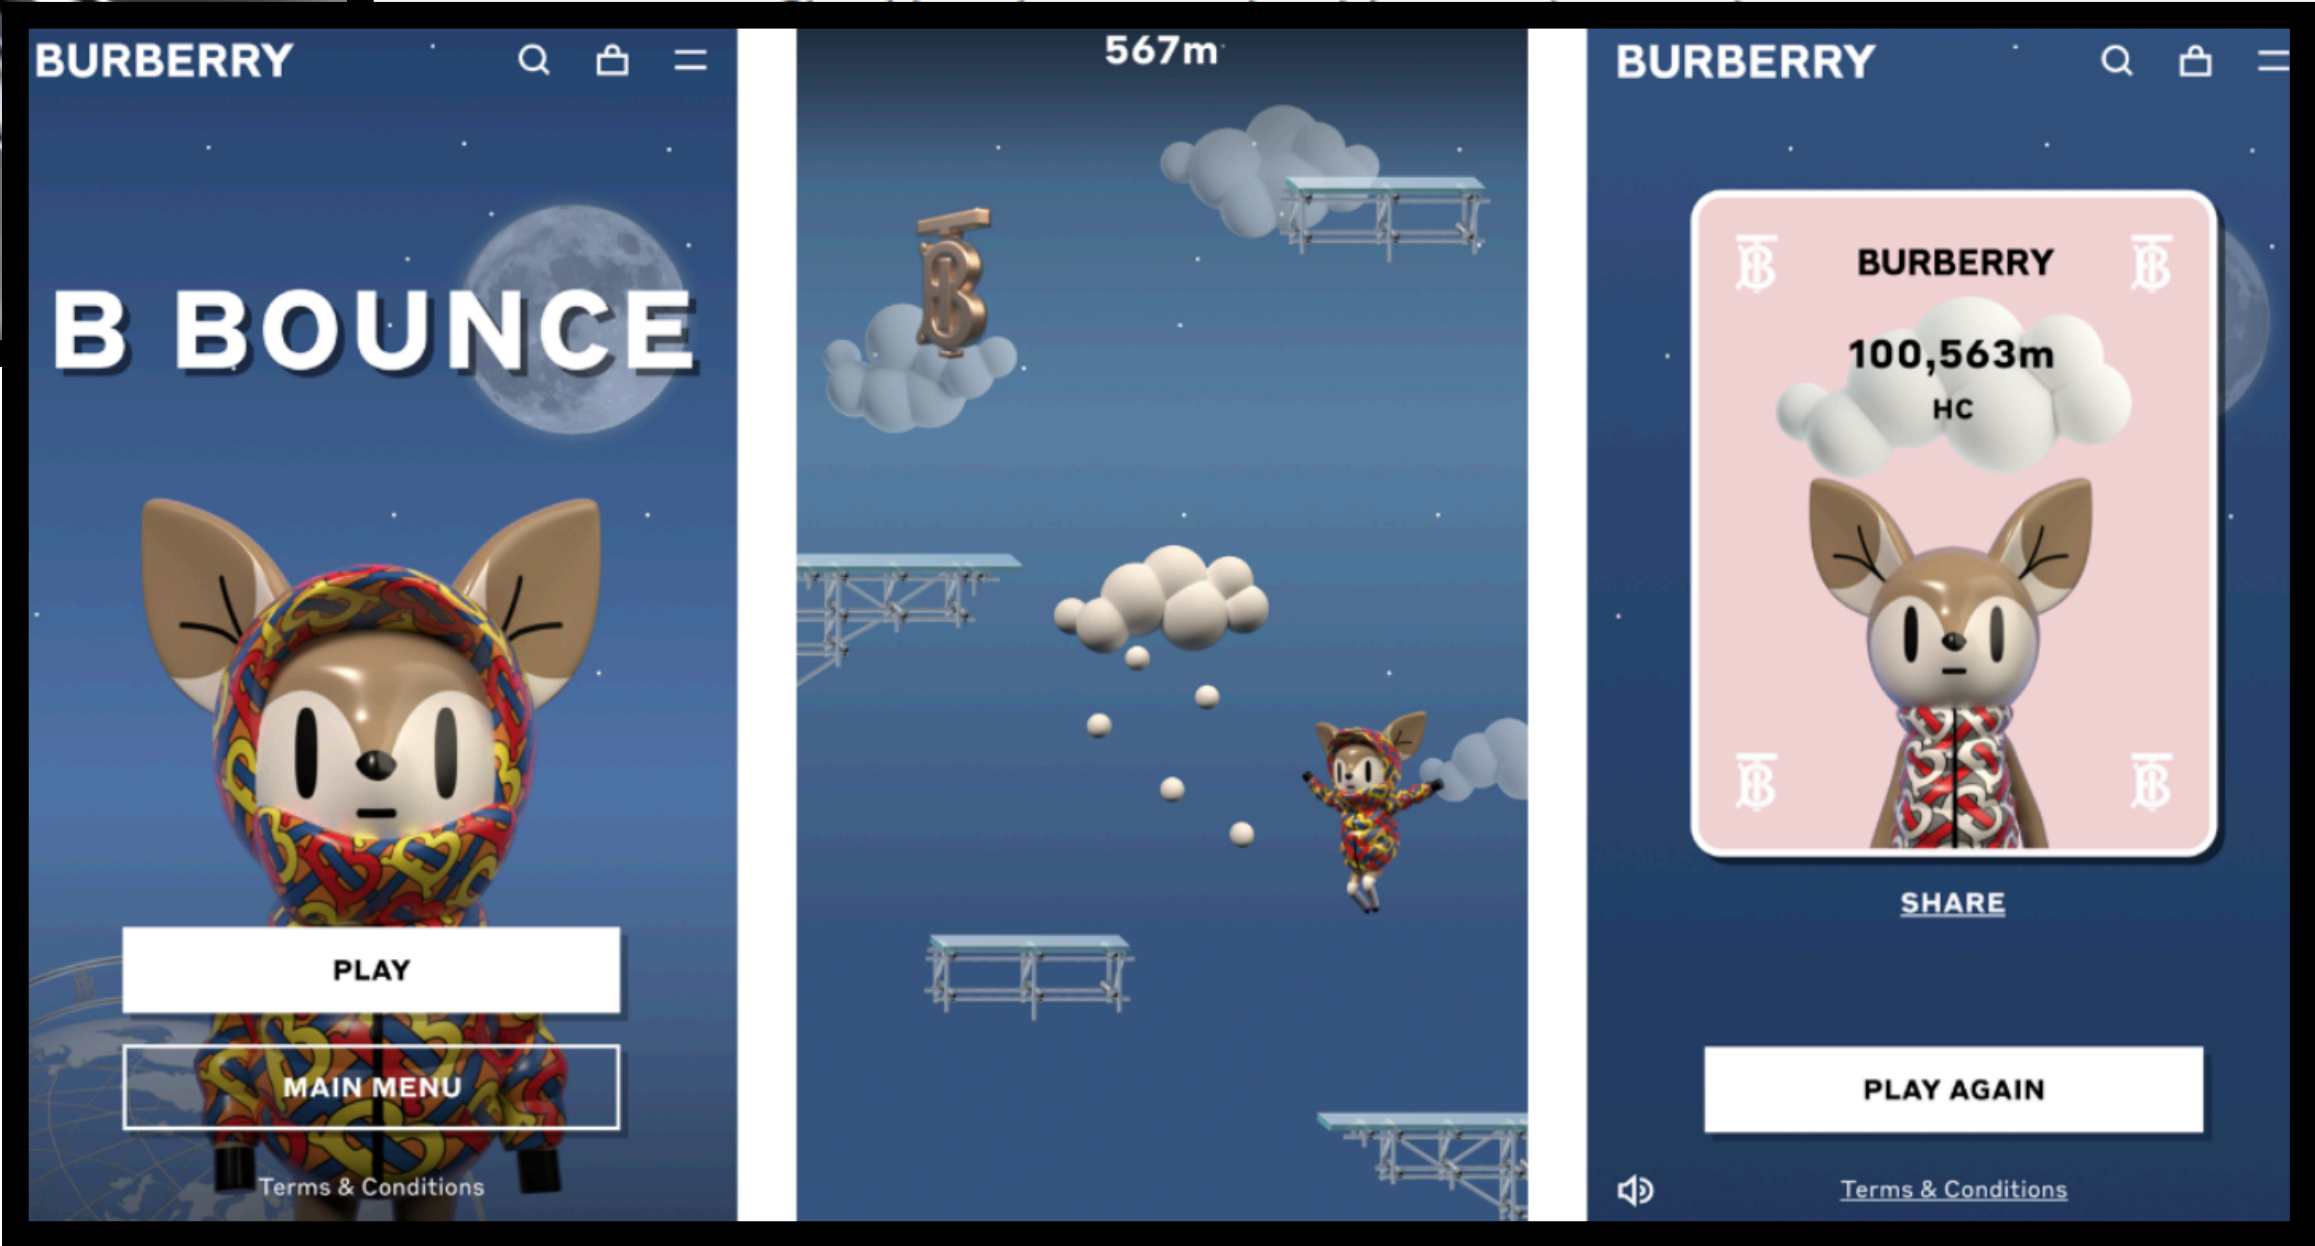 BURBERRY
B BOUNCE
PLAY
MAIN MENU
Terms & Conditions
567m
BURBERRY
BURBERRY
100,563m
HC
SHARE
PLAY AGAIN
Terms & Conditions